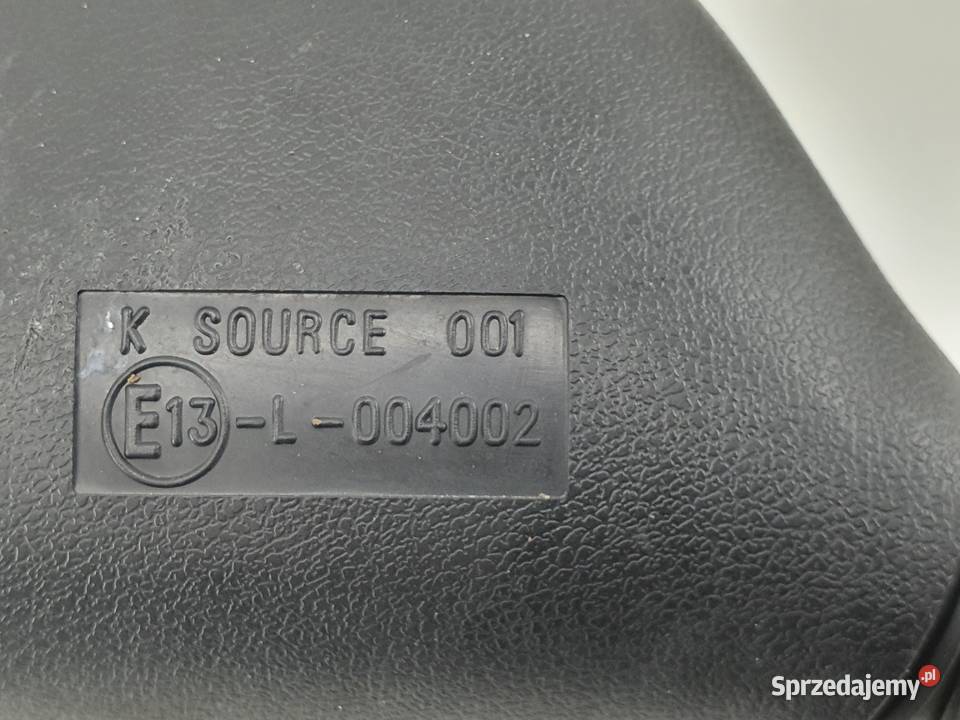 K SOURCE 001
E13-L-004002
Sprzedajemy.pl